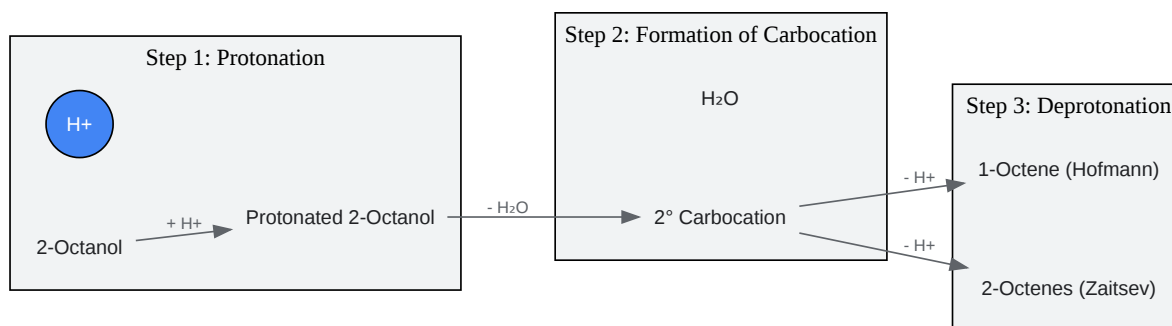 Step 1: Protonation
H+
2-Octanol
+ H+
Protonated 2-Octanol
- H₂O
Step 2: Formation of Carbocation
H₂O
2° Carbocation
- H+
- H+
Step 3: Deprotonation
1-Octene (Hofmann)
2-Octenes (Zaitsev)